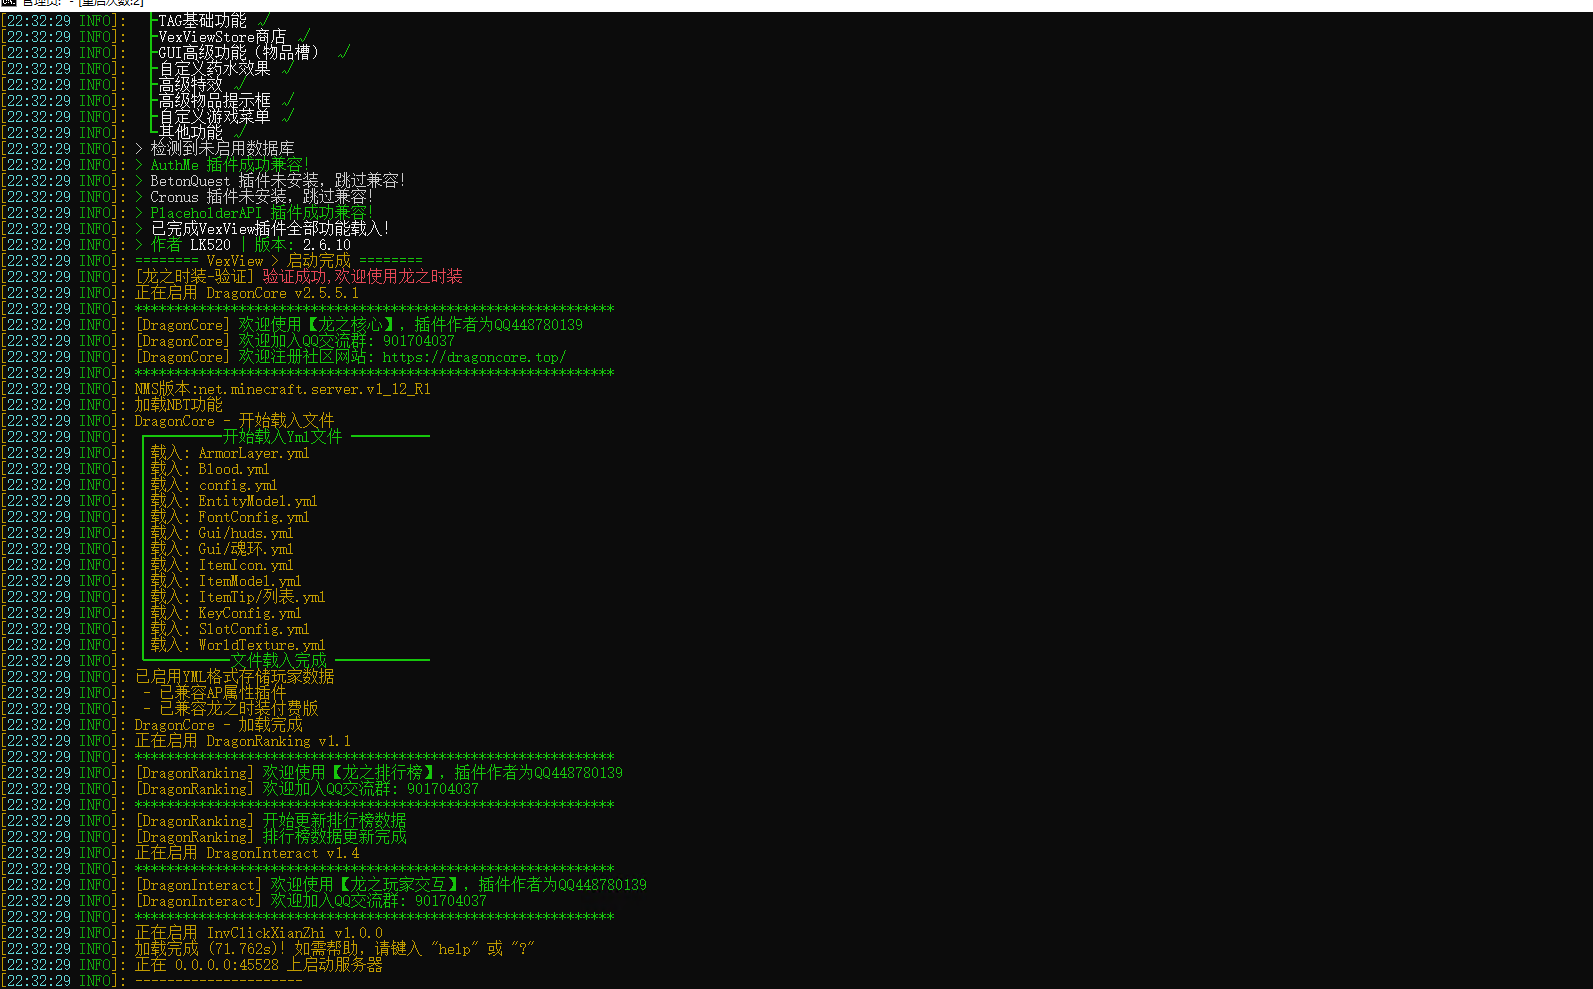 管理员: - [重启次数:2]
[22:32:29 INFO]: ├TAG基础功能 √
[22:32:29 INFO]: ├VexViewStore商店 √
[22:32:29 INFO]: ├GUI高级功能（物品槽） √
[22:32:29 INFO]: ├自定义药水效果 √
[22:32:29 INFO]: ├高级特效 √
[22:32:29 INFO]: ├高级物品提示框 √
[22:32:29 INFO]: ├自定义游戏菜单 √
[22:32:29 INFO]: └其他功能 √
[22:32:29 INFO]: > 检测到未启用数据库
[22:32:29 INFO]: > AuthMe 插件成功兼容!
[22:32:29 INFO]: > BetonQuest 插件未安装, 跳过兼容!
[22:32:29 INFO]: > Cronus 插件未安装, 跳过兼容!
[22:32:29 INFO]: > PlaceholderAPI 插件成功兼容!
[22:32:29 INFO]: > 已完成VexView插件全部功能载入!
[22:32:29 INFO]: > 作者 LK520 | 版本: 2.6.10
[22:32:29 INFO]: ======== VexView > 启动完成 ========
[22:32:29 INFO]: [龙之时装-验证] 验证成功,欢迎使用龙之时装
[22:32:29 INFO]: 正在启用 DragonCore v2.5.5.1
[22:32:29 INFO]: ************************************************************
[22:32:29 INFO]: [DragonCore] 欢迎使用【龙之核心】, 插件作者为QQ448780139
[22:32:29 INFO]: [DragonCore] 欢迎加入QQ交流群: 901704037
[22:32:29 INFO]: [DragonCore] 欢迎注册社区网站: https://dragoncore.top/
[22:32:29 INFO]: ************************************************************
[22:32:29 INFO]: NMS版本:net.minecraft.server.v1_12_R1
[22:32:29 INFO]: 加载NBT功能
[22:32:29 INFO]: DragonCore - 开始载入文件
[22:32:29 INFO]: ┌──────────开始载入Yml文件 ──────────
[22:32:29 INFO]: │载入: ArmorLayer.yml
[22:32:29 INFO]: │载入: Blood.yml
[22:32:29 INFO]: │载入: config.yml
[22:32:29 INFO]: │载入: EntityModel.yml
[22:32:29 INFO]: │载入: FontConfig.yml
[22:32:29 INFO]: │载入: Gui/huds.yml
[22:32:29 INFO]: │载入: Gui/魂环.yml
[22:32:29 INFO]: │载入: ItemIcon.yml
[22:32:29 INFO]: │载入: ItemModel.yml
[22:32:29 INFO]: │载入: ItemTip/列表.yml
[22:32:29 INFO]: │载入: KeyConfig.yml
[22:32:29 INFO]: │载入: SlotConfig.yml
[22:32:29 INFO]: │载入: WorldTexture.yml
[22:32:29 INFO]: └──────────文件载入完成 ──────────
[22:32:29 INFO]: 已启用YML格式存储玩家数据
[22:32:29 INFO]:  - 已兼容AP属性插件
[22:32:29 INFO]:  - 已兼容龙之时装付费版
[22:32:29 INFO]: DragonCore - 加载完成
[22:32:29 INFO]: 正在启用 DragonRanking v1.1
[22:32:29 INFO]: ************************************************************
[22:32:29 INFO]: [DragonRanking] 欢迎使用【龙之排行榜】, 插件作者为QQ448780139
[22:32:29 INFO]: [DragonRanking] 欢迎加入QQ交流群: 901704037
[22:32:29 INFO]: ************************************************************
[22:32:29 INFO]: [DragonRanking] 开始更新排行榜数据
[22:32:29 INFO]: [DragonRanking] 排行榜数据更新完成
[22:32:29 INFO]: 正在启用 DragonInteract v1.4
[22:32:29 INFO]: ************************************************************
[22:32:29 INFO]: [DragonInteract] 欢迎使用【龙之玩家交互】, 插件作者为QQ448780139
[22:32:29 INFO]: [DragonInteract] 欢迎加入QQ交流群: 901704037
[22:32:29 INFO]: ************************************************************
[22:32:29 INFO]: 正在启用 InvClickXianZhi v1.0.0
[22:32:29 INFO]: 加载完成 (71.762s)! 如需帮助, 请键入 "help" 或 "?"
[22:32:29 INFO]: 正在 0.0.0.0:45528 上启动服务器
[22:32:29 INFO]: ---------------------